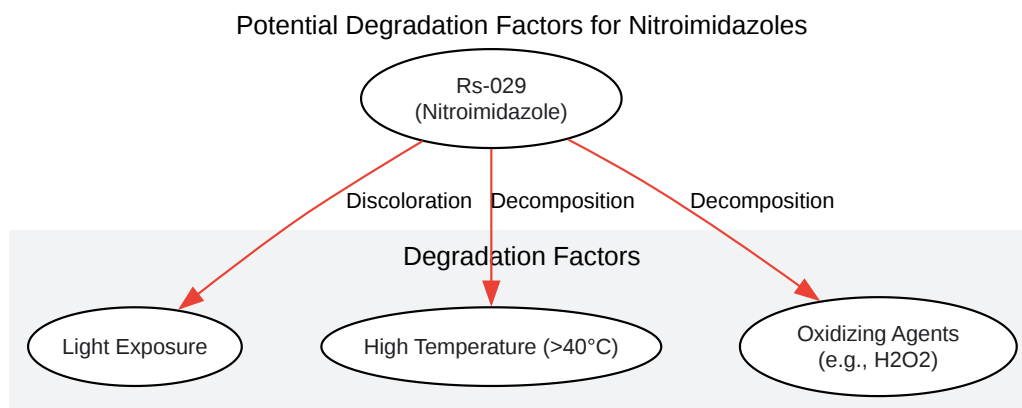 Potential Degradation Factors for Nitroimidazoles
Rs-029
(Nitroimidazole)
Discoloration
Decomposition
Decomposition
Degradation Factors
Light Exposure
High Temperature (>40°C)
Oxidizing Agents
(e.g., H2O2)